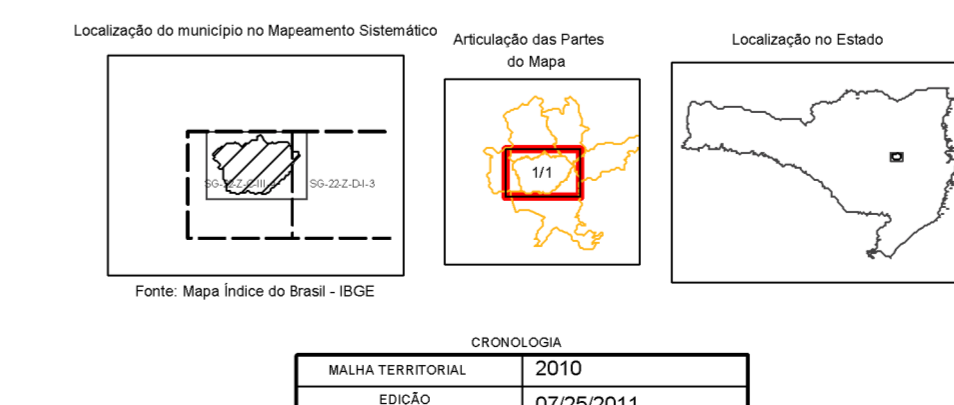 Localização do município no Mapeamento Sistemático
Articulação das Partes
do Mapa
Localização no Estado
1/1
SG-22-Z-D-I-3
Fonte: Mapa Índice do Brasil - IBGE
CRONOLOGIA
MALHA TERRITORIAL 2010
EDIÇÃO 07/25/2011